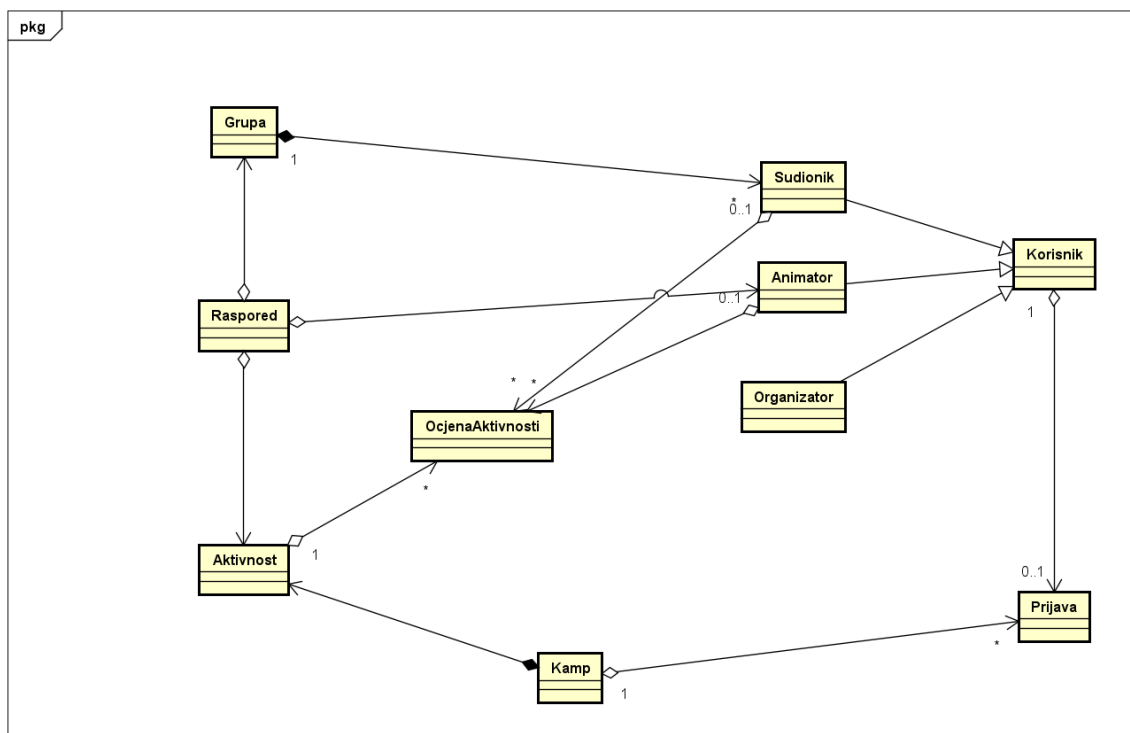 pkg
Grupa
1
Sudionik
*
0..1
Korisnik
1
Animator
0..1
Raspored
Organizator
*
*
OcjenaAktivnosti
*
1
Aktivnost
0..1
Prijava
*
Kamp
1